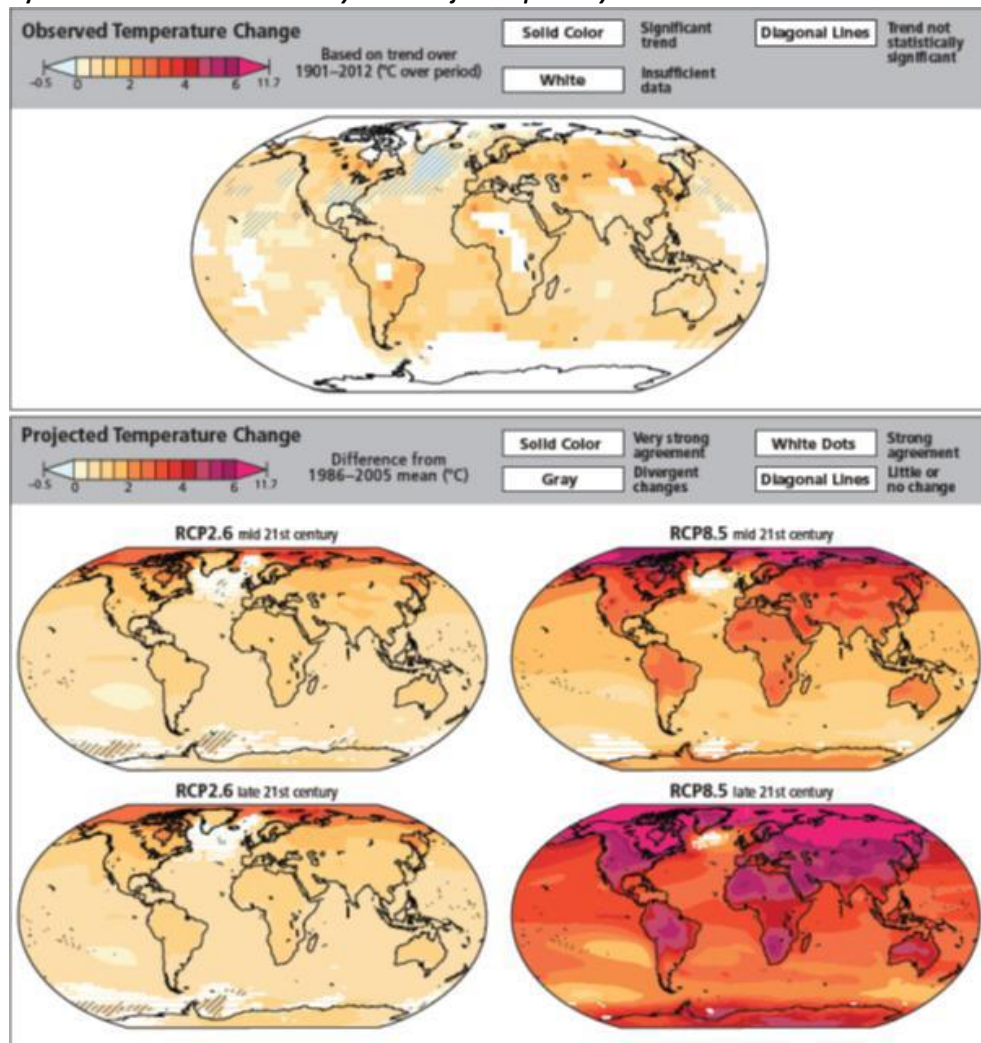 Observed Temperature Change
Based on trend over
1901–2012 (°C over period)
–0.5 0 2 4 6 11.7
Solid Color
Significant
trend
Diagonal Lines
Trend not
statistically
significant
White
Insufficient
data
Projected Temperature Change
Difference from
1986–2005 mean (°C)
–0.5 0 2 4 6 11.7
Solid Color
Very strong
agreement
White Dots
Strong
agreement
Gray
Divergent
changes
Diagonal Lines
Little or
no change
RCP2.6 mid 21st century
RCP8.5 mid 21st century
RCP2.6 late 21st century
RCP8.5 late 21st century